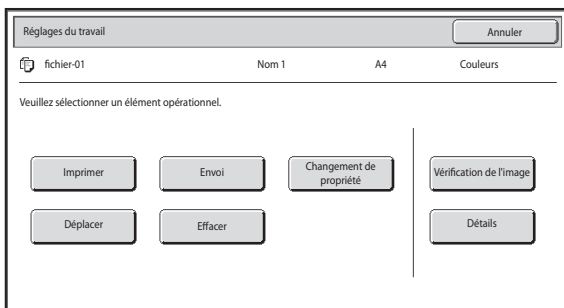 Réglages du travail
Annuler
fichier-01 Nom 1 A4 Couleurs
Veuillez sélectionner un élément opérationnel.
Imprimer
Envoi
Changement de
propriété
Vérification de l'image
Déplacer
Effacer
Détails